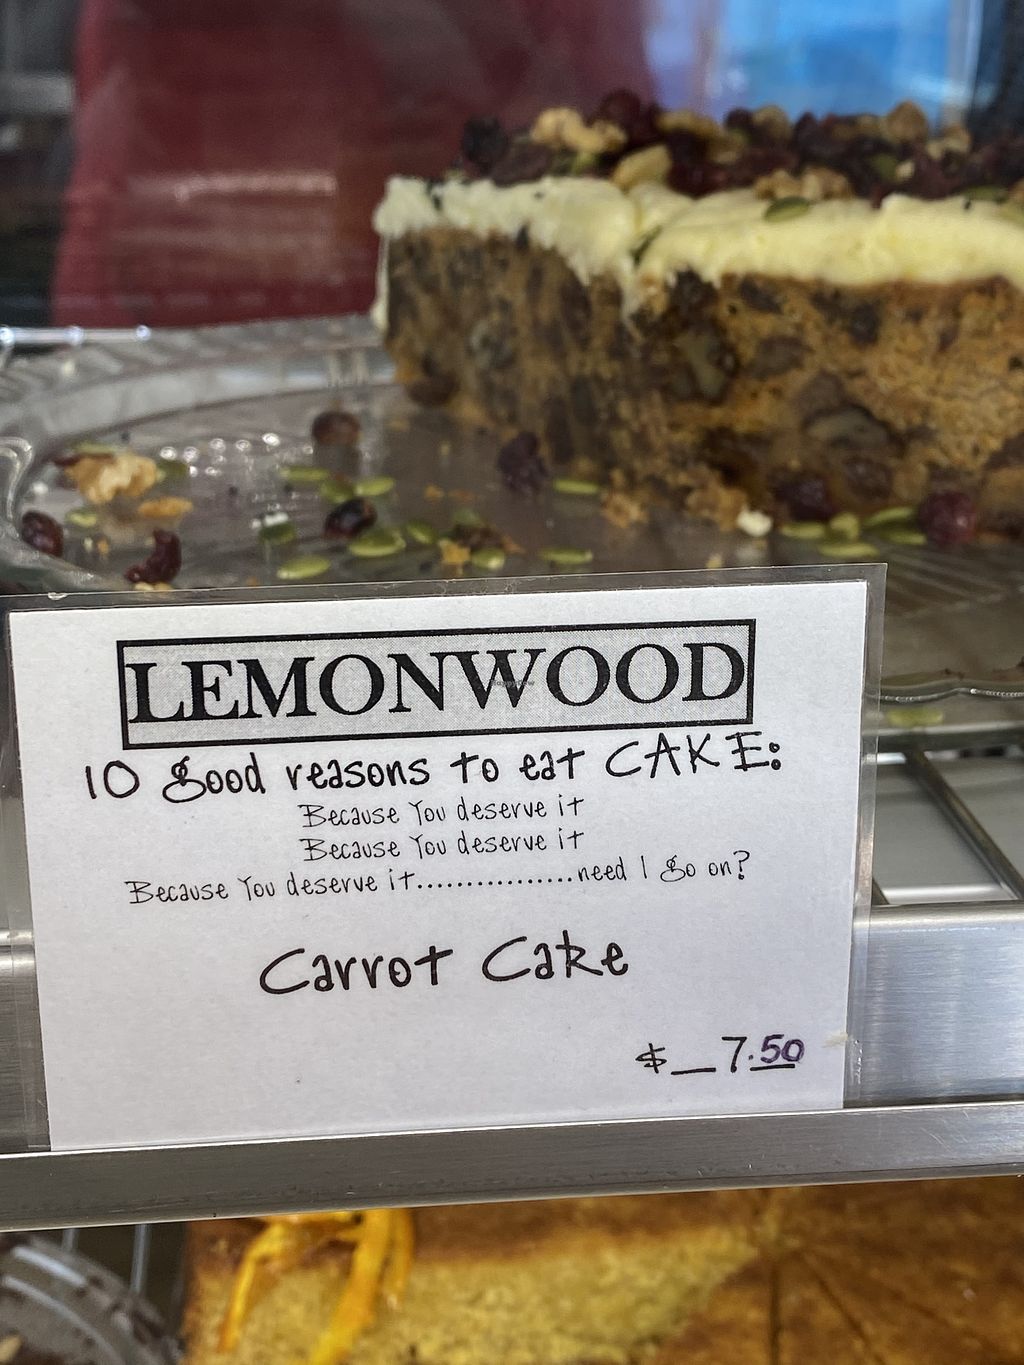 LEMONWOOD
10 good reasons to eat CAKE:
Because You deserve it
Because You deserve it
Because You deserve it................need I go on?
Carrot Cake
$ _ 7.50